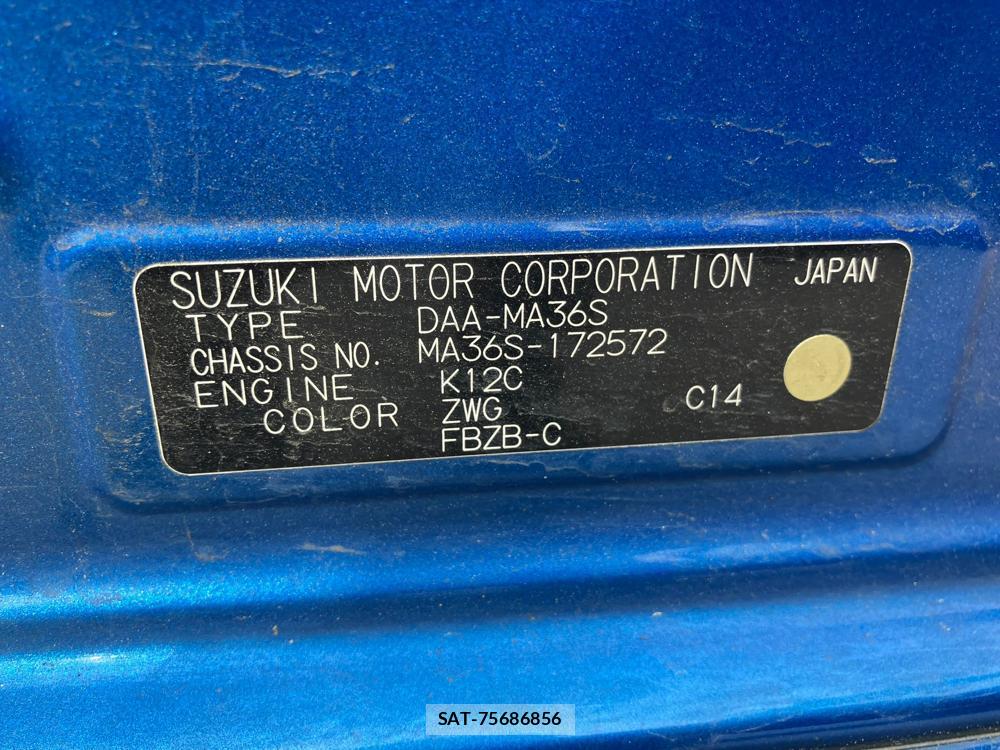 SUZUKI MOTOR CORPORATION JAPAN
TYPE DAA-MA36S
CHASSIS NO. MA36S-172572
ENGINE K12C
COLOR ZWG C14
FBZB-C
SAT-75686856